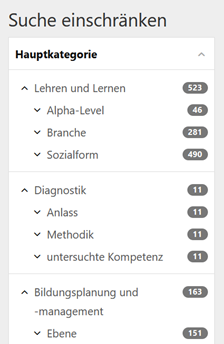 Suche einschränken
Hauptkategorie
Lehren und Lernen 523
Alpha-Level 46
Branche 281
Sozialform 490
Diagnostik 11
Anlass 11
Methodik 11
untersuchte Kompetenz 11
Bildungsplanung und 163
-management
Ebene 151